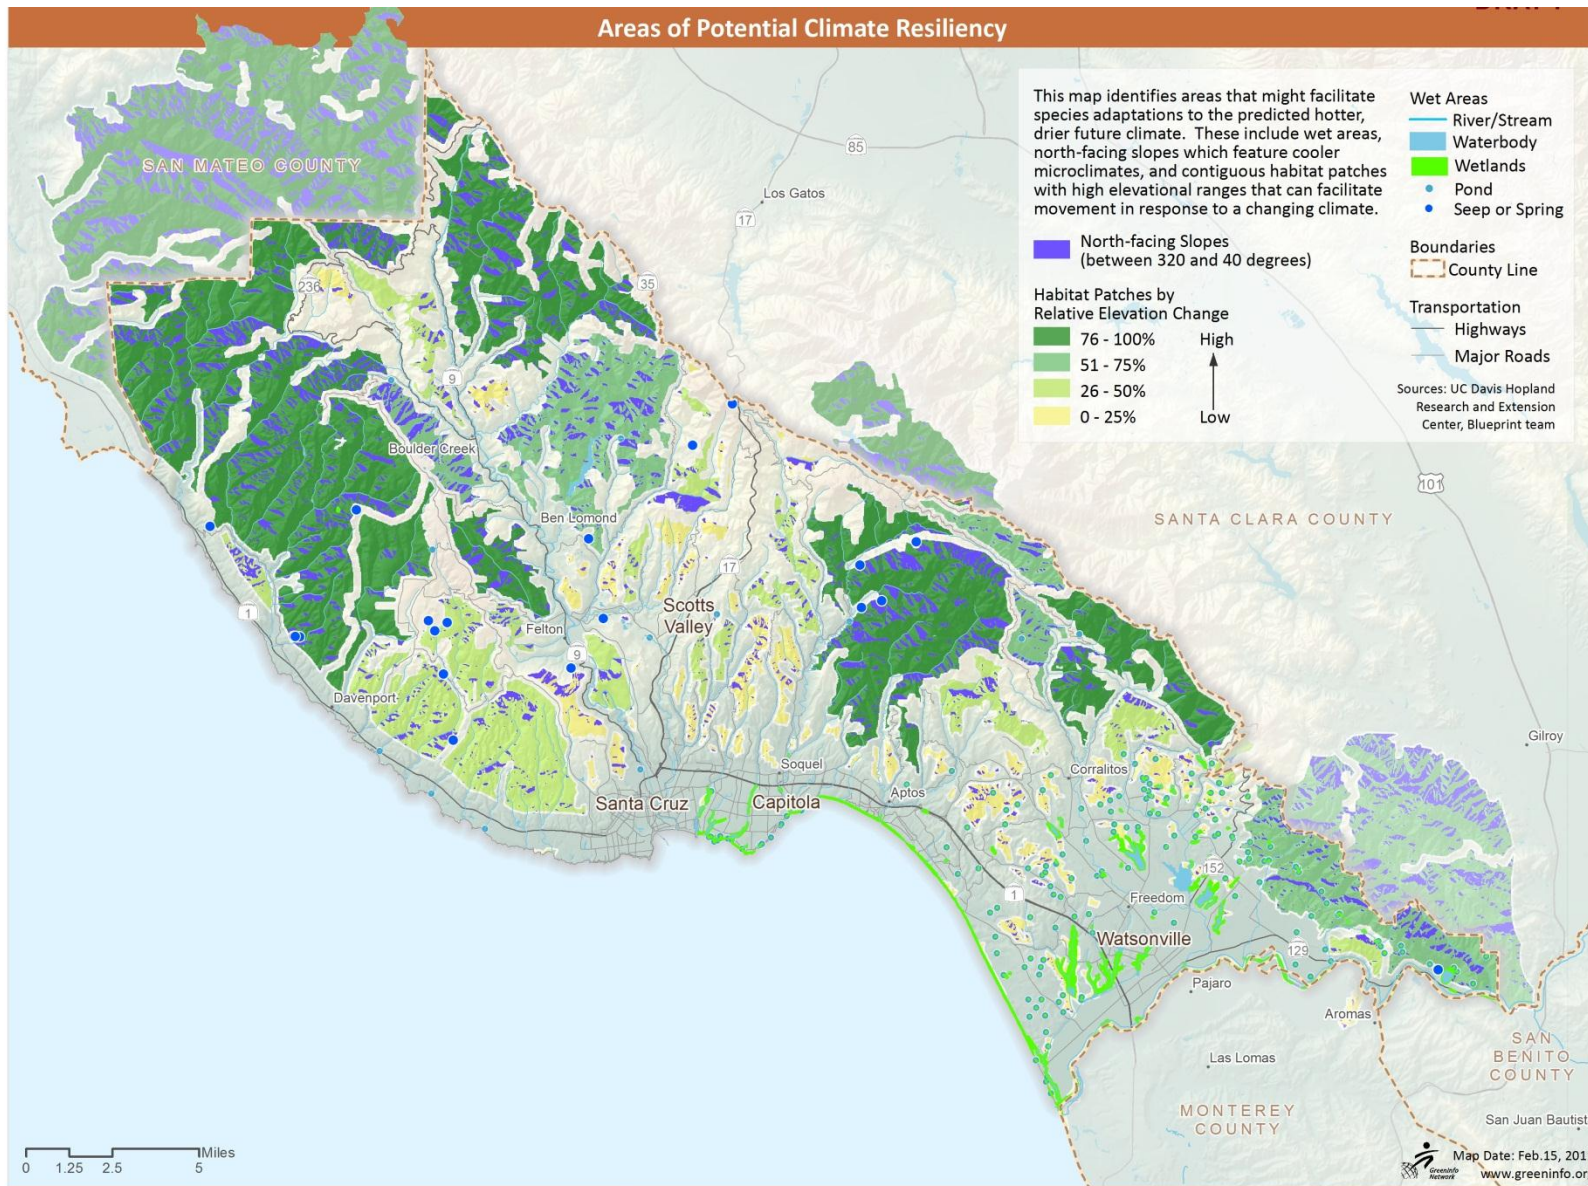 Areas of Potential Climate Resiliency
This map identifies areas that might facilitate
species adaptations to the predicted hotter,
drier future climate. These include wet areas,
north-facing slopes which feature cooler
microclimates, and contiguous habitat patches
with high elevational ranges that can facilitate
movement in response to a changing climate.
North-facing Slopes
(between 320 and 40 degrees)
Habitat Patches by
Relative Elevation Change
76 - 100%
High
51 - 75%
26 - 50%
0 - 25%
Low
Wet Areas
River/Stream
Waterbody
Wetlands
Pond
Seep or Spring
Boundaries
County Line
Transportation
Highways
Major Roads
Sources: UC Davis Hopland
Research and Extension
Center, Blueprint team
SAN MATEO COUNTY
85
Los Gatos
17
35
236
9
101
Boulder Creek
SANTA CLARA COUNTY
Ben Lomond
17
1
Scotts
Valley
Felton
9
Davenport
Gilroy
Soquel
Corralitos
Santa Cruz
Capitola
Aptos
152
1
Freedom
Watsonville
129
Pajaro
Aromas
SAN
BENITO
COUNTY
Las Lomas
MONTEREY
COUNTY
San Juan Bautist
Miles
0 1.25 2.5 5
GreenInfo
Network
Map Date: Feb.15, 201
www.greeninfo.or